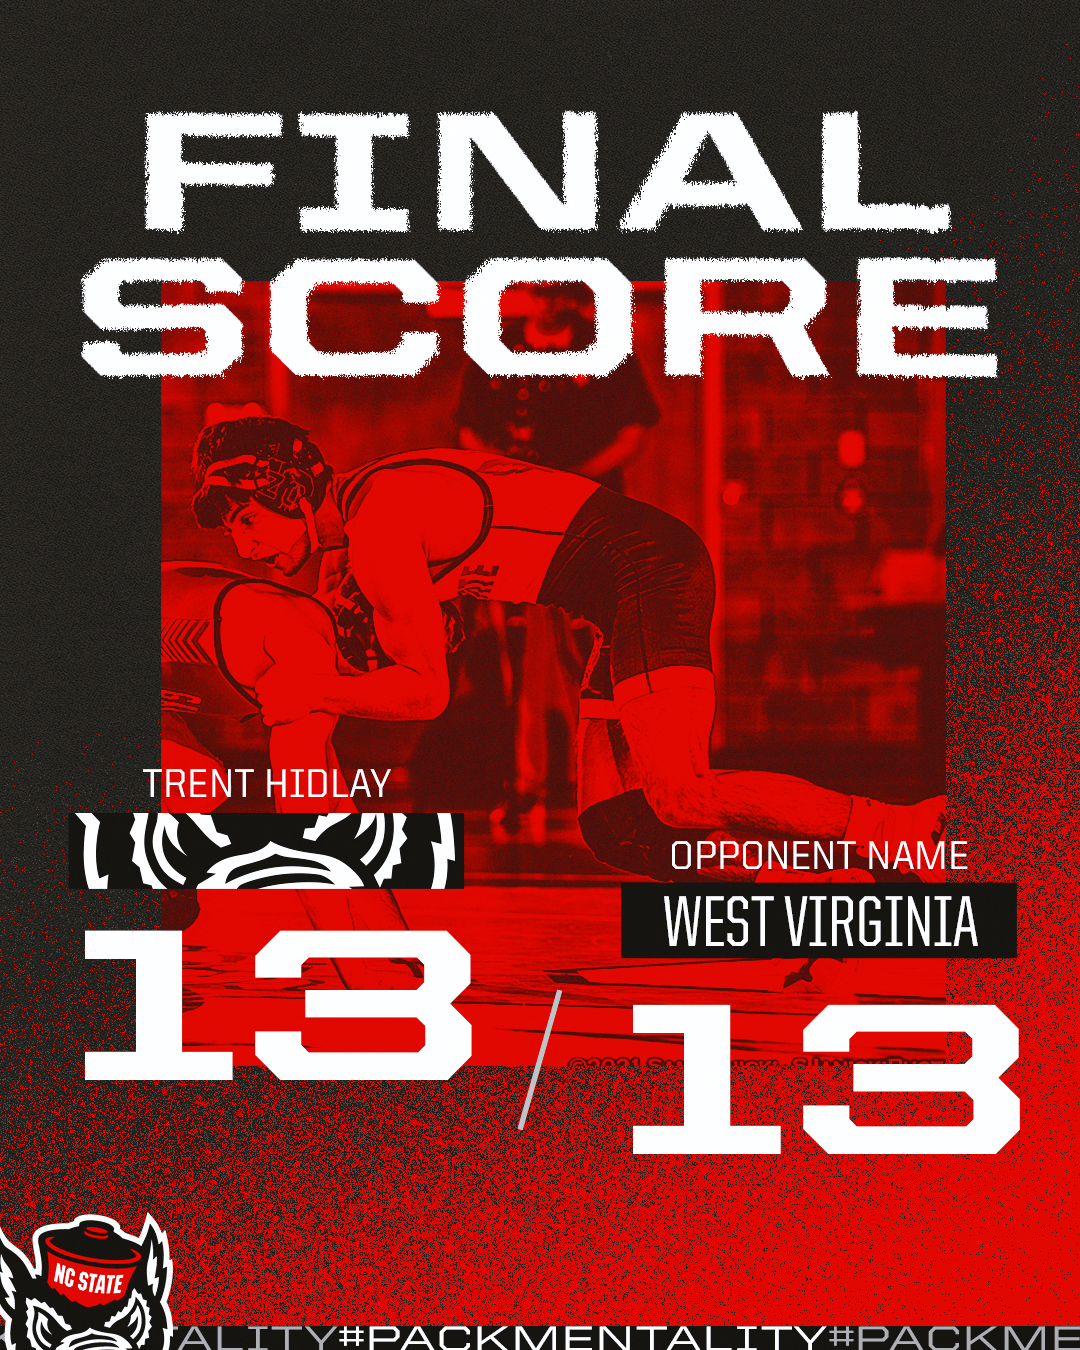 FINAL
SCORE
TRENT HIDLAY
13
OPPONENT NAME
WEST VIRGINIA
13
NC STATE
ALITY#PACKMENTALITY#PACKME